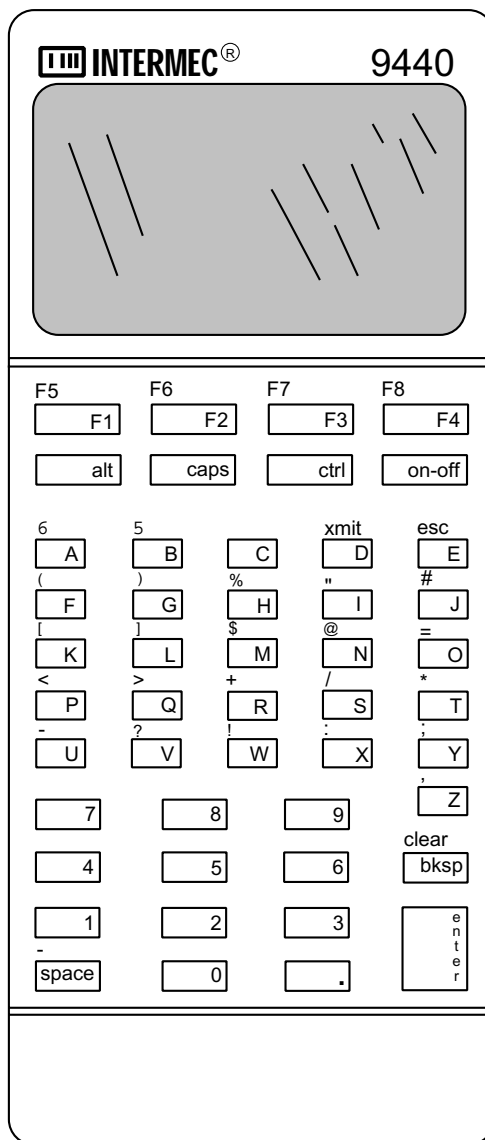 INTERMEC® 9440
F5 F6 F7 F8
F1 F2 F3 F4
alt caps ctrl on-off
6 5 xmit esc
A B C D E
( ) % " #
F G H I J
[ ] $ @ =
K L M N O
< > + / *
P Q R S T
- ? ! : ;
U V W X Y
,
Z
7 8 9
clear
4 5 6 bksp
1 2 3 enter
-
space 0 .